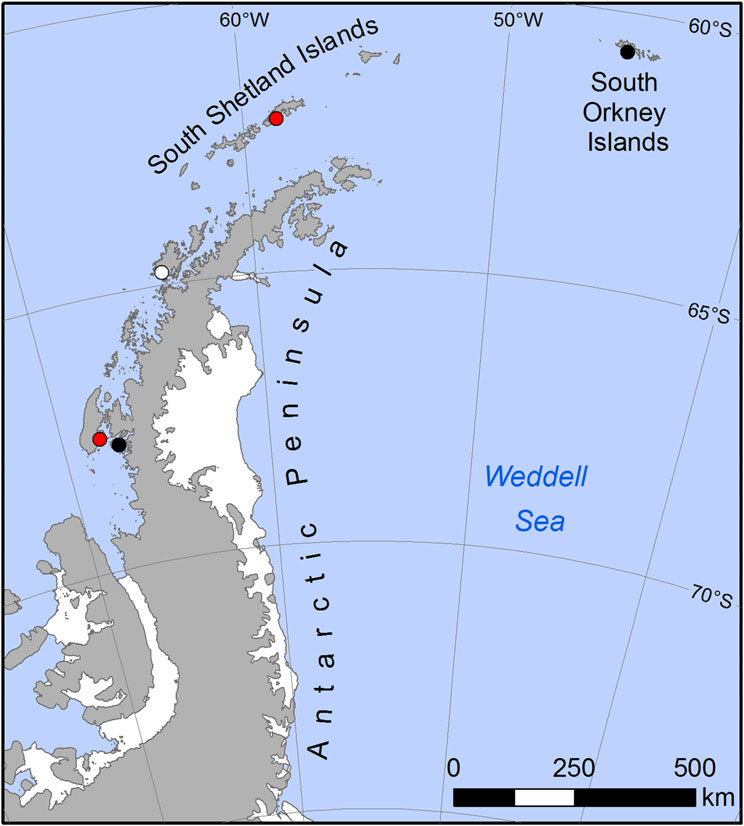 60°W
50°W
60°S
South Shetland Islands
South
Orkney
Islands
65°S
Antarctic Peninsula
Weddell
Sea
70°S
0 250 500
km